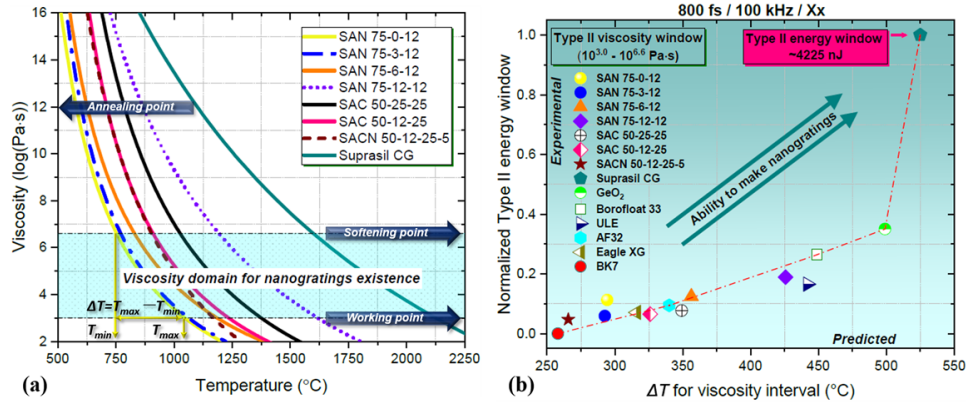 16
14
12
10
8
6
4
2
Viscosity (log(Pa·s))
500
750
1000
1250
1500
1750
2000
2250
Temperature (°C)
SAN 75-0-12
SAN 75-3-12
SAN 75-6-12
SAN 75-12-12
SAC 50-25-25
SAC 50-12-25
SACN 50-12-25-5
Suprasil CG
Annealing point
Softening point
Viscosity domain for nanogratings existence
ΔT=Tmax —Tmin
Working point
Tmin
Tmax
(a)
800 fs / 100 kHz / Xx
1.0
0.8
0.6
0.4
0.2
0.0
Normalized Type II energy window
Type II viscosity window
(10^3.0 - 10^6.6 Pa·s)
Type II energy window
~4225 nJ
Experimental
SAN 75-0-12
SAN 75-3-12
SAN 75-6-12
SAN 75-12-12
SAC 50-25-25
SAC 50-12-25
SACN 50-12-25-5
Suprasil CG
GeO2
Borofloat 33
ULE
AF32
Eagle XG
BK7
Ability to make nanogratings
Predicted
250
300
350
400
450
500
550
ΔT for viscosity interval (°C)
(b)